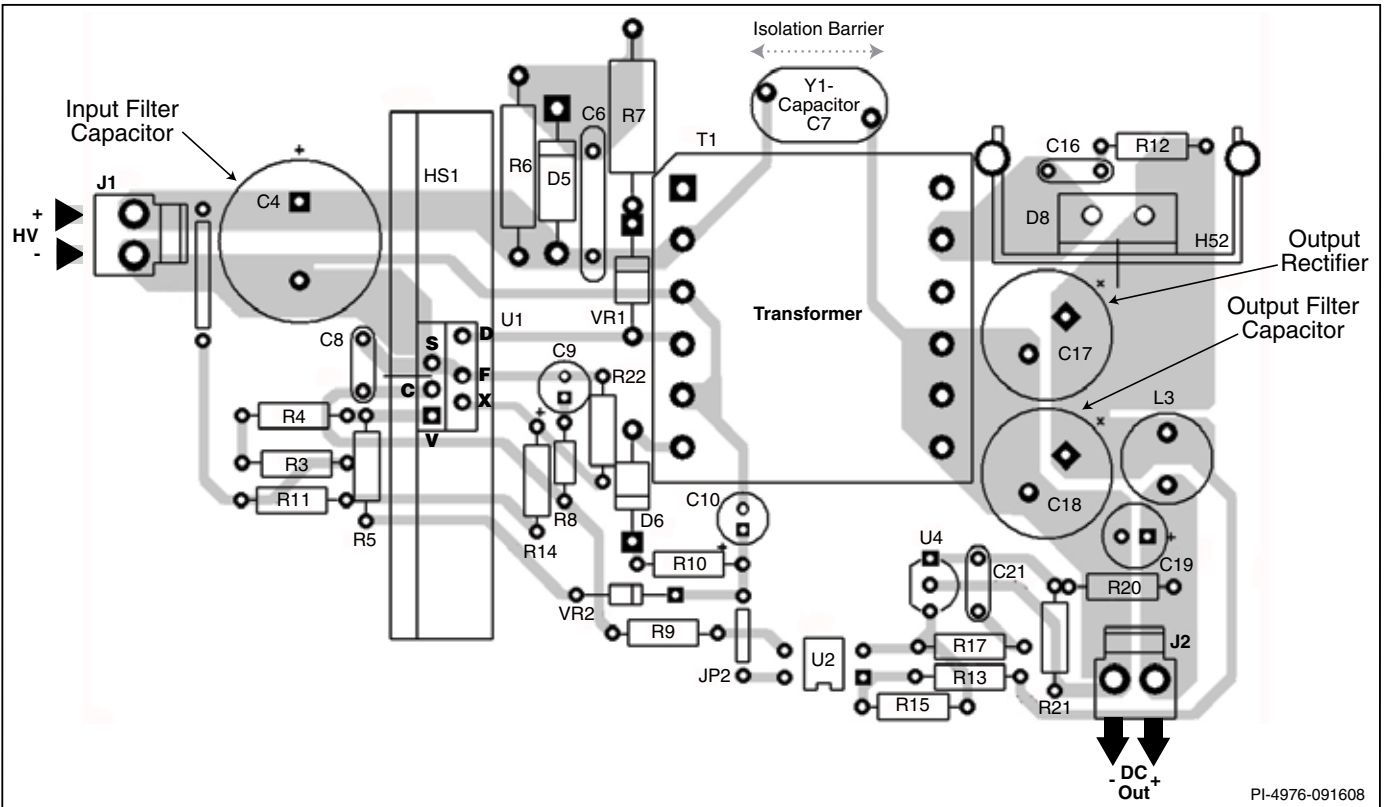 Isolation Barrier
Y1-
Capacitor
C7
Input Filter
Capacitor
+
J1
C4
HS1
R6
D5
C6
R7
T1
C16
R12
D8
H52
+
HV
-
Output
Rectifier
Output Filter
Capacitor
VR1
Transformer
U1
C17
C8
S
D
C9
F
R22
C
X
V
+
L3
R4
R3
R11
R5
R14
R8
D6
C10
+
C18
C19
+
U4
C21
R10
R20
VR2
R9
JP2
U2
R17
R13
R15
R21
J2
- DC +
Out
PI-4976-091608